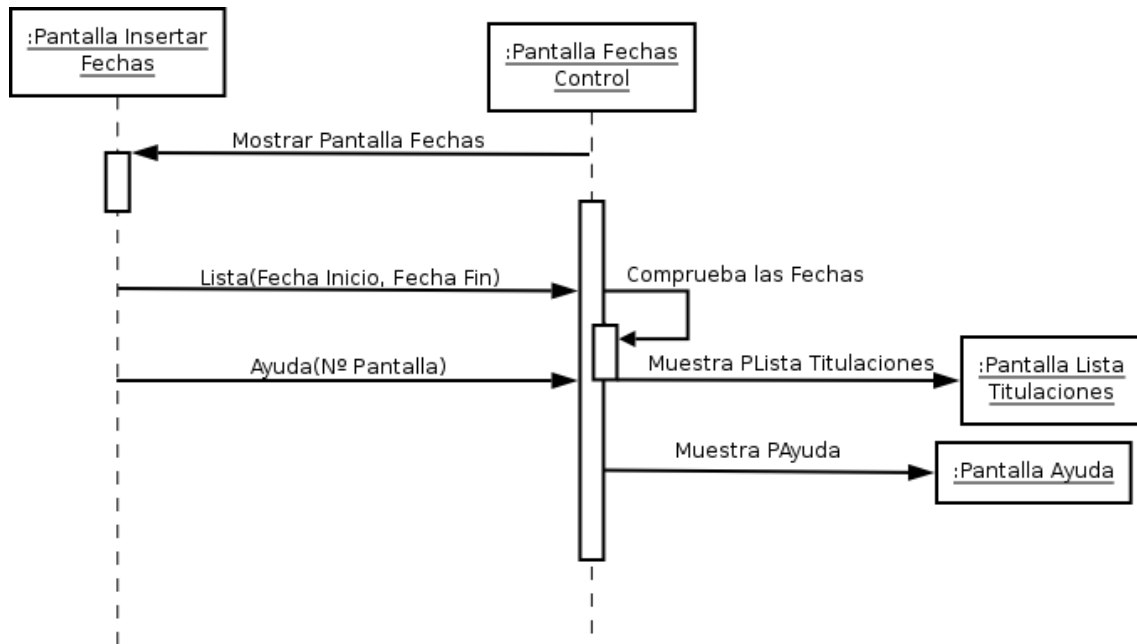 :Pantalla Insertar
Fechas
:Pantalla Fechas
Control
Mostrar Pantalla Fechas
Lista(Fecha Inicio, Fecha Fin)
Comprueba las Fechas
Ayuda(Nº Pantalla)
Muestra PLista Titulaciones
:Pantalla Lista
Titulaciones
Muestra PAyuda
:Pantalla Ayuda